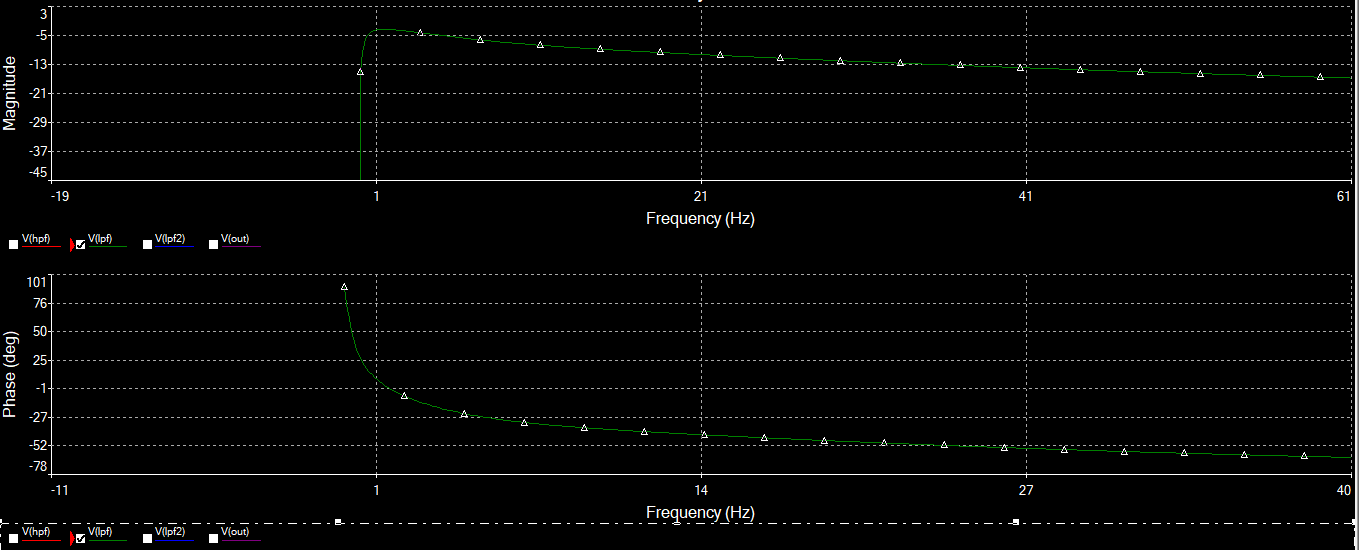 3
-5
-13
-21
-29
-37
-45
Magnitude
-19 1 21 41 61
Frequency (Hz)
V(hpf) V(lpf) V(lpf2) V(out)
101
76
50
25
-1
-27
-52
-78
Phase (deg)
-11 1 14 27 40
Frequency (Hz)
V(hpf) V(lpf) V(lpf2) V(out)